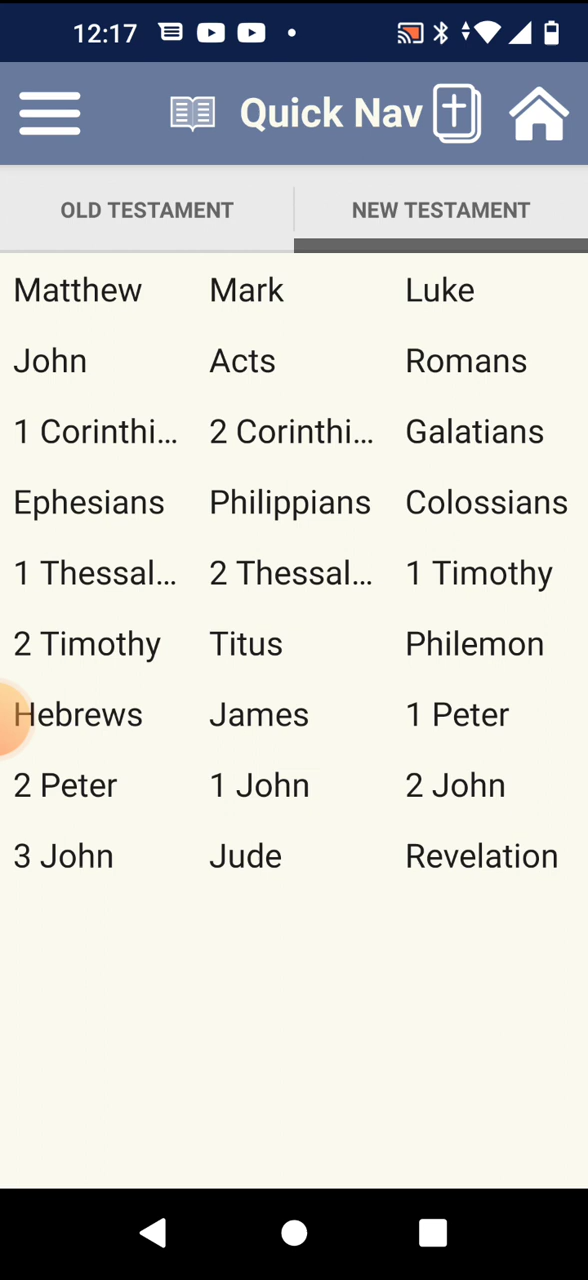 12:17
Quick Nav
OLD TESTAMENT NEW TESTAMENT
Matthew Mark Luke
John Acts Romans
1 Corinthi... 2 Corinthi... Galatians
Ephesians Philippians Colossians
1 Thessal... 2 Thessal... 1 Timothy
2 Timothy Titus Philemon
Hebrews James 1 Peter
2 Peter 1 John 2 John
3 John Jude Revelation